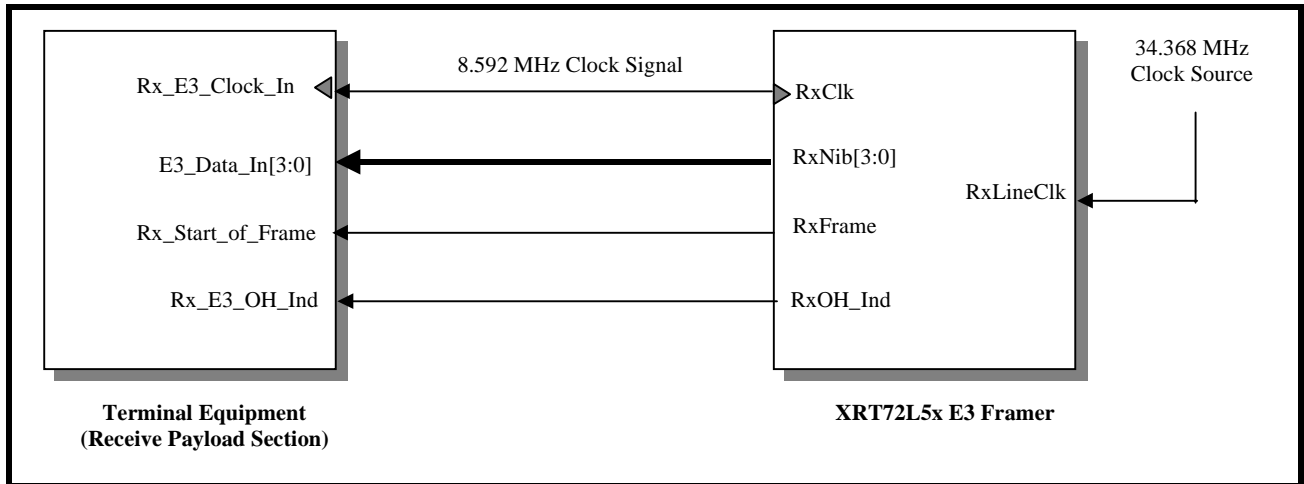 34.368 MHz
Clock Source
8.592 MHz Clock Signal
Rx_E3_Clock_In
RxClk
E3_Data_In[3:0]
RxNib[3:0]
RxLineClk
Rx_Start_of_Frame
RxFrame
Rx_E3_OH_Ind
RxOH_Ind
Terminal Equipment
(Receive Payload Section)
XRT72L5x E3 Framer